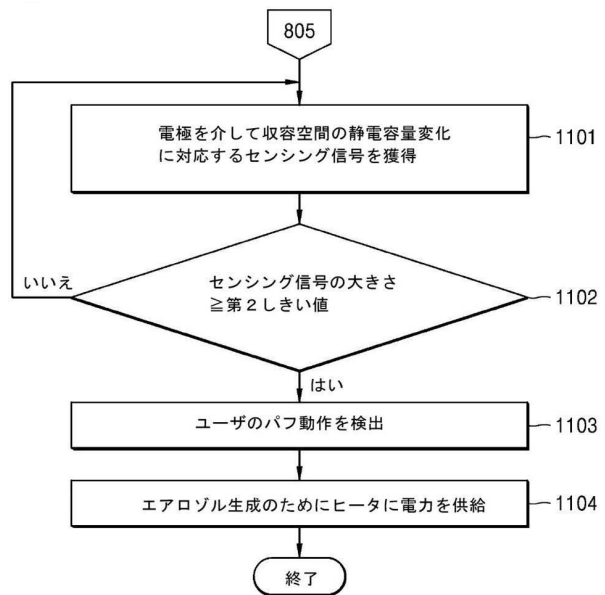 805
電極を介して収容空間の静電容量変化
に対応するセンシング信号を獲得
1101
いいえ
センシング信号の大きさ
≧第２しきい値
1102
はい
ユーザのパフ動作を検出
1103
エアロゾル生成のためにヒータに電力を供給
1104
終了